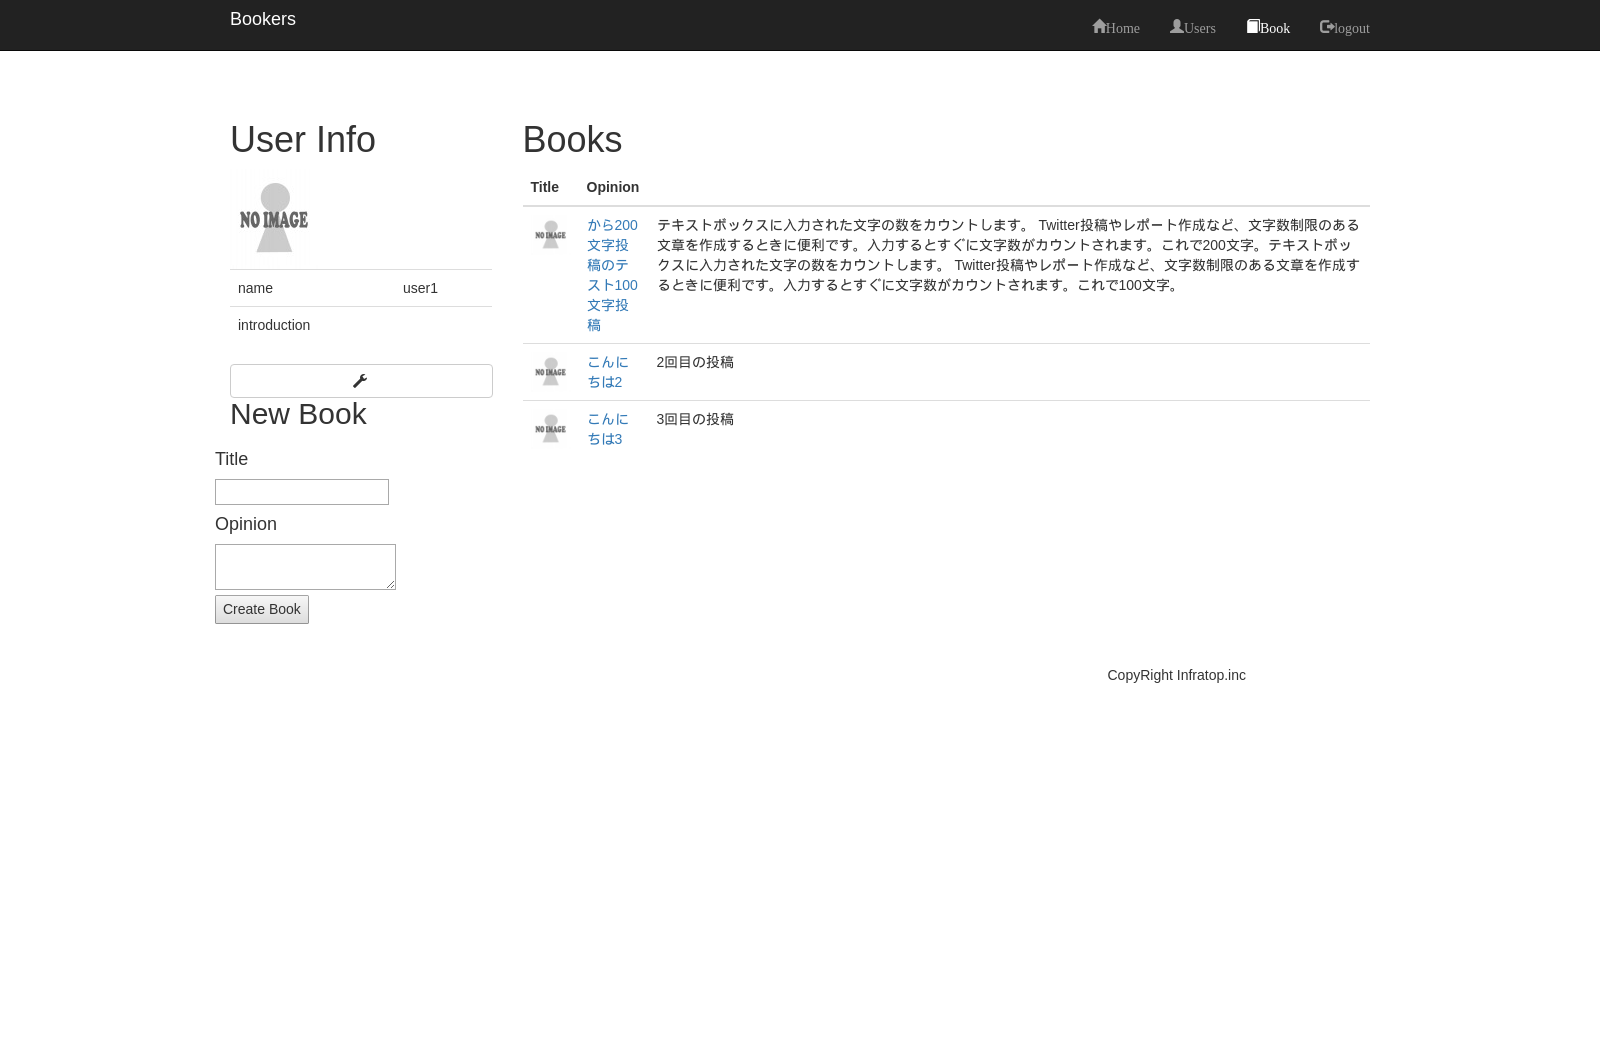 Bookers
Home Users Book logout
User Info
NO IMAGE
name user1
introduction
New Book
Title
Opinion
Create Book
Books
Title Opinion
NO IMAGE
から200
文字投
稿のテ
スト100
文字投
稿
テキストボックスに入力された文字の数をカウントします。 Twitter投稿やレポート作成など、文字数制限のある
文章を作成するときに便利です。入力するとすぐに文字数がカウントされます。これで200文字。テキストボッ
クスに入力された文字の数をカウントします。 Twitter投稿やレポート作成など、文字数制限のある文章を作成す
るときに便利です。入力するとすぐに文字数がカウントされます。これで100文字。
NO IMAGE
こんに
ちは2
2回目の投稿
NO IMAGE
こんに
ちは3
3回目の投稿
CopyRight Infratop.inc